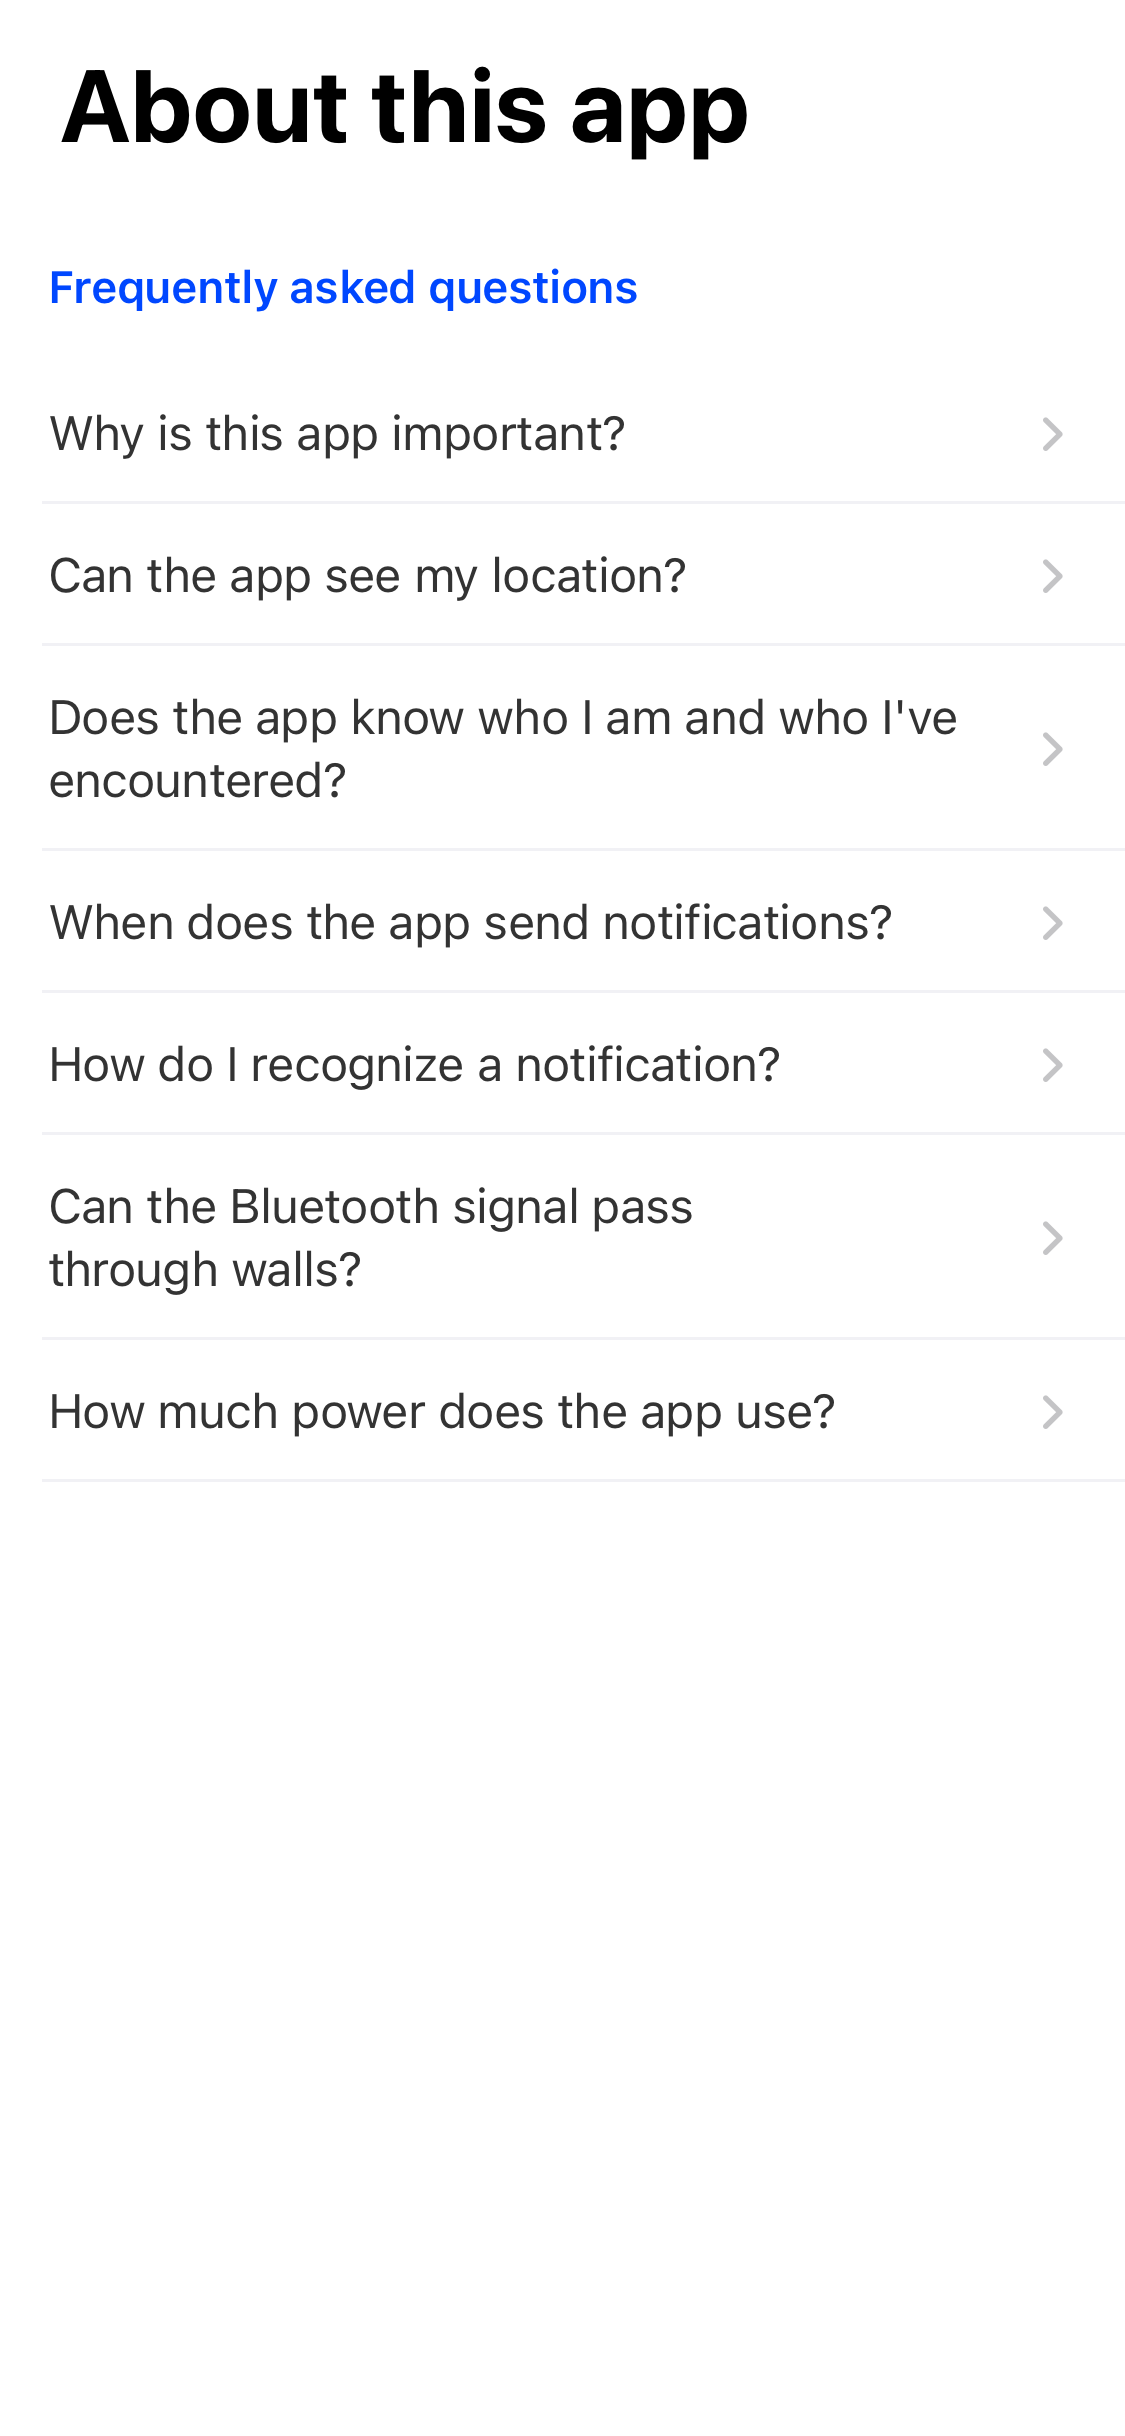 About this app
Frequently asked questions
Why is this app important?
Can the app see my location?
Does the app know who I am and who I've
encountered?
When does the app send notifications?
How do I recognize a notification?
Can the Bluetooth signal pass
through walls?
How much power does the app use?